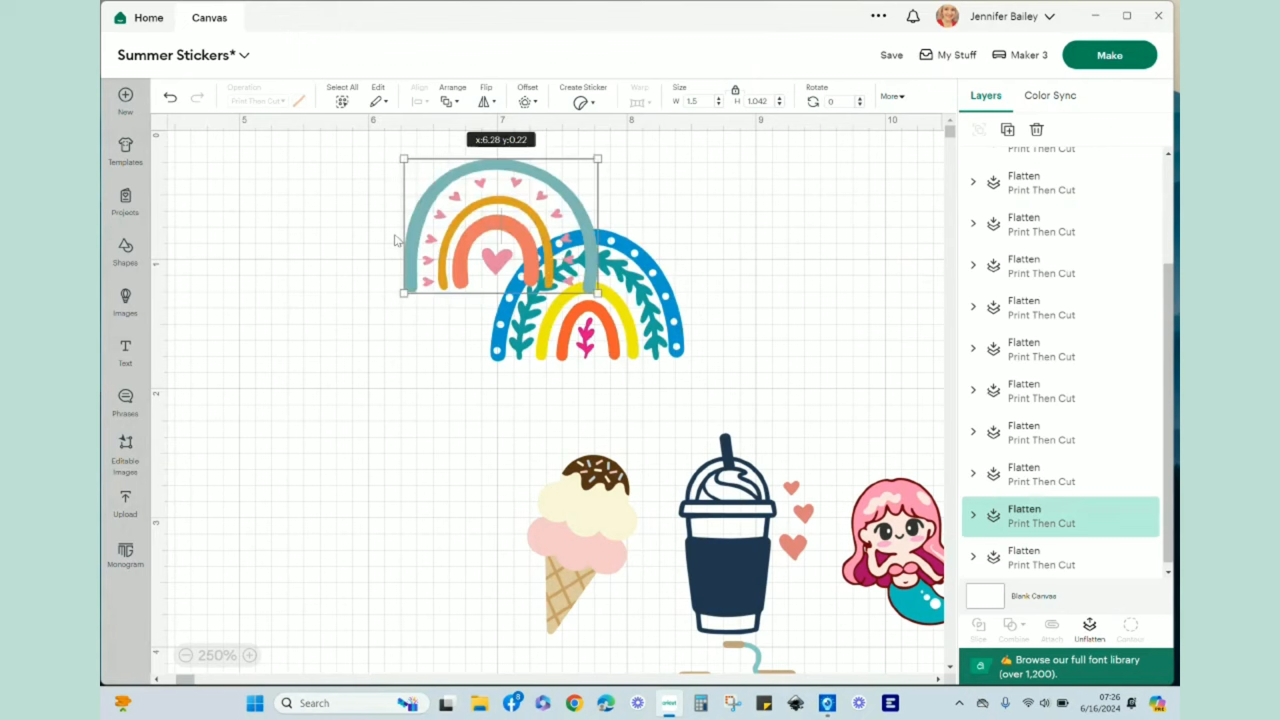 Home
Canvas
Jennifer Bailey
Summer Stickers*
Save
My Stuff
Maker 3
Make
New
Operation
Print Then Cut
Select All
Edit
Align
Arrange
Flip
Offset
Create Sticker
Warp
Size
W 1.5
H 1.042
Rotate
0
More
Layers
Color Sync
5
6
7
8
9
10
0
1
2
3
4
x:6.28 y:0.22
Templates
Projects
Shapes
Images
Text
Phrases
Editable
Images
Upload
Monogram
Print Then Cut
Flatten
Print Then Cut
Flatten
Print Then Cut
Flatten
Print Then Cut
Flatten
Print Then Cut
Flatten
Print Then Cut
Flatten
Print Then Cut
Flatten
Print Then Cut
Flatten
Print Then Cut
Flatten
Print Then Cut
Flatten
Print Then Cut
Blank Canvas
Slice
Combine
Attach
Unflatten
Contour
250%
Browse our full font library
(over 1,200).
Search
07:26
6/16/2024